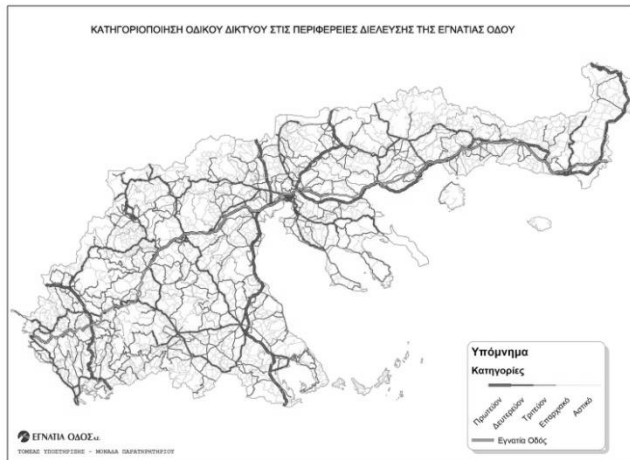 ΚΑΤΗΓΟΡΙΟΠΟΙΗΣΗ ΟΔΙΚΟΥ ΔΙΚΤΥΟΥ ΣΤΙΣ ΠΕΡΙΦΕΡΕΙΕΣ ΔΙΕΛΕΥΣΗΣ ΤΗΣ ΕΓΝΑΤΙΑΣ ΟΔΟΥ
Υπόμνημα
Κατηγορίες
Πρωτεύον
Δευτερεύον
Τριτεύον
Επαρχιακό
Αστικό
Εγνατία Οδός
ΕΓΝΑΤΙΑ ΟΔΟΣ Α.Ε.
ΤΟΜΕΑΣ ΥΠΟΣΤΗΡΙΞΗΣ - ΜΟΝΑΔΑ ΠΑΡΑΤΗΡΗΤΗΡΙΟΥ